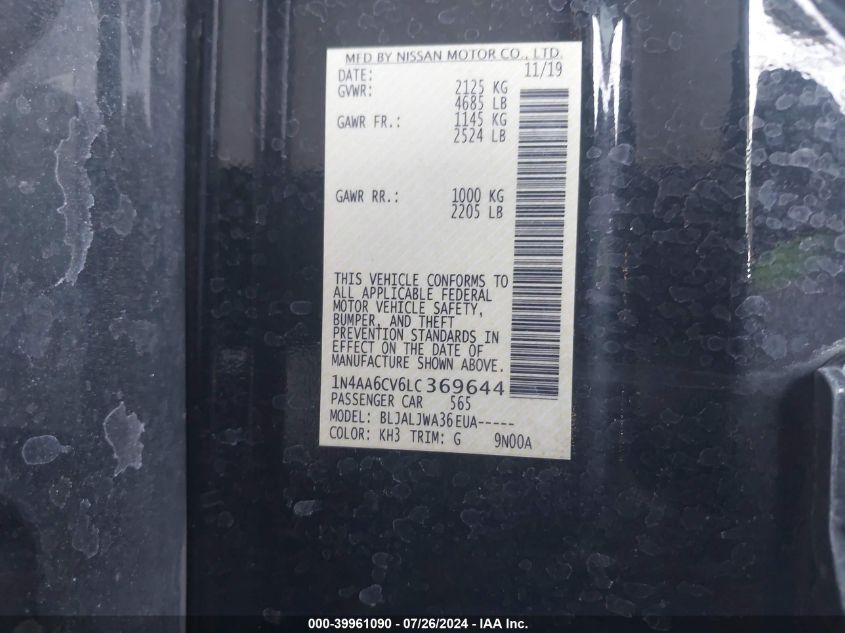 MFD BY NISSAN MOTOR CO., LTD.
DATE: 11/19
GVWR: 2125 KG
4685 LB
GAWR FR.: 1145 KG
2524 LB
GAWR RR.: 1000 KG
2205 LB
THIS VEHICLE CONFORMS TO
ALL APPLICABLE FEDERAL
MOTOR VEHICLE SAFETY,
BUMPER, AND THEFT
PREVENTION STANDARDS IN
EFFECT ON THE DATE OF
MANUFACTURE SHOWN ABOVE.
1N4AA6CV6LC369644
PASSENGER CAR 565
MODEL: BLJALJWA36EUA-----
COLOR: KH3 TRIM: G 9N00A
000-39961090 / 07/26/2024 - IAA Inc.